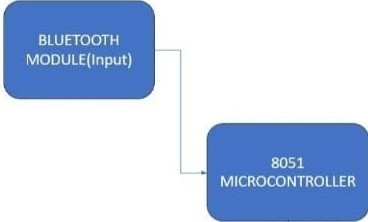 BLUETOOTH
MODULE(Input)
8051
MICROCONTROLLER